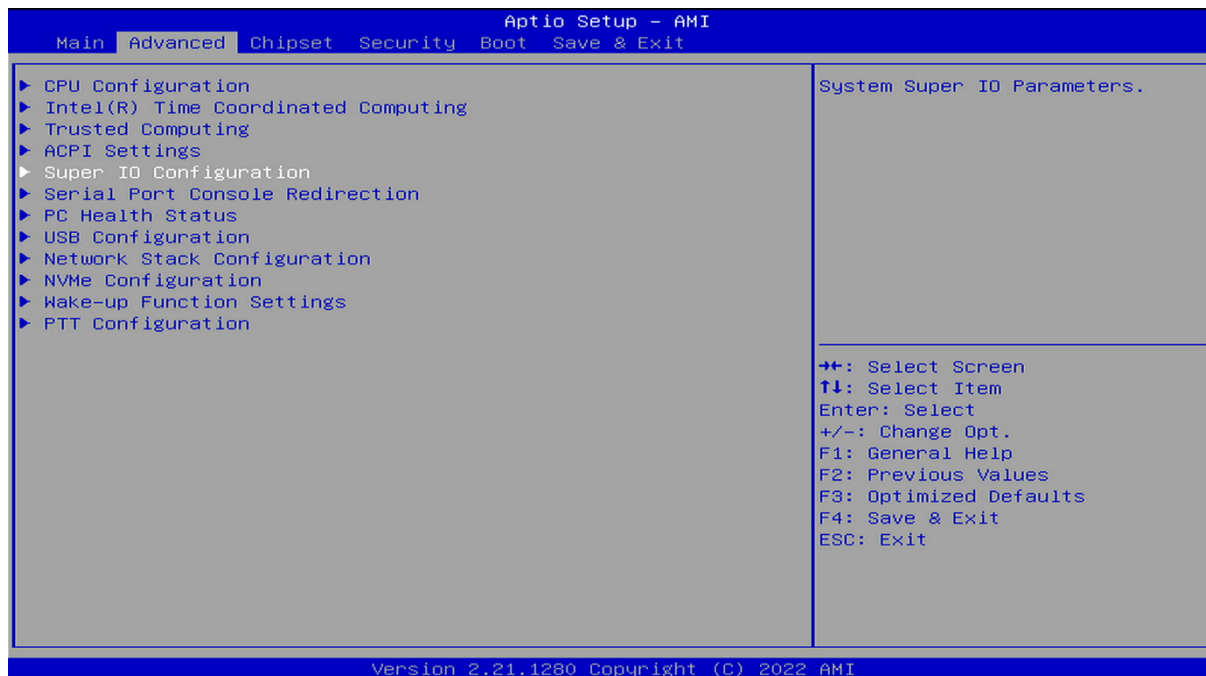 Aptio Setup – AMI
Main Advanced Chipset Security Boot Save & Exit
▶ CPU Configuration
▶ Intel(R) Time Coordinated Computing
▶ Trusted Computing
▶ ACPI Settings
▶ Super IO Configuration
▶ Serial Port Console Redirection
▶ PC Health Status
▶ USB Configuration
▶ Network Stack Configuration
▶ NVMe Configuration
▶ Wake-up Function Settings
▶ PTT Configuration
System Super IO Parameters.
→←: Select Screen
↑↓: Select Item
Enter: Select
+/-: Change Opt.
F1: General Help
F2: Previous Values
F3: Optimized Defaults
F4: Save & Exit
ESC: Exit
Version 2.21.1280 Copyright (C) 2022 AMI